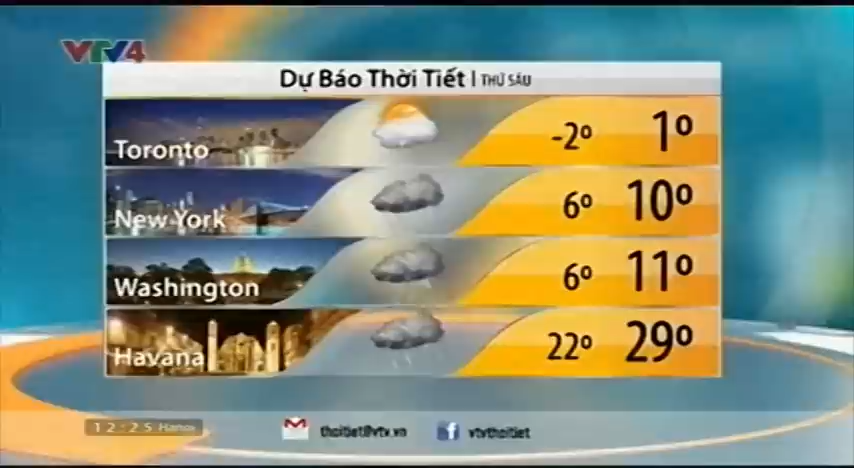 VTV4
Dự Báo Thời Tiết | THỨ SÁU
Toronto -2º 1º
New York 6º 10º
Washington 6º 11º
Havana 22º 29º
12:25 Hanoi thoitiet@vtv.vn vtvthoitiet